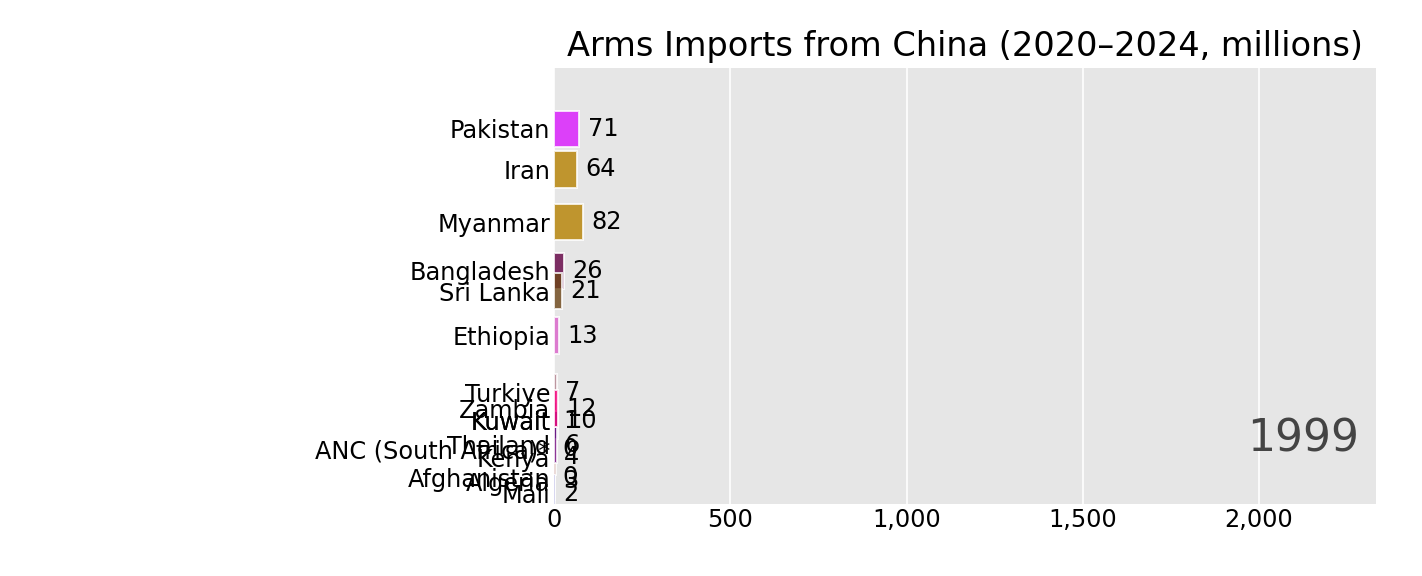 Arms Imports from China (2020–2024, millions)
Pakistan 71
Iran 64
Myanmar 82
Bangladesh 26
Sri Lanka 21
Ethiopia 13
Turkiye 7
Zambia 12
Kuwait 10
Thailand 6
ANC (South Africa)*
Kenya 4
Afghanistan 0
Algeria 3
Mali 2
1999
0 500 1,000 1,500 2,000